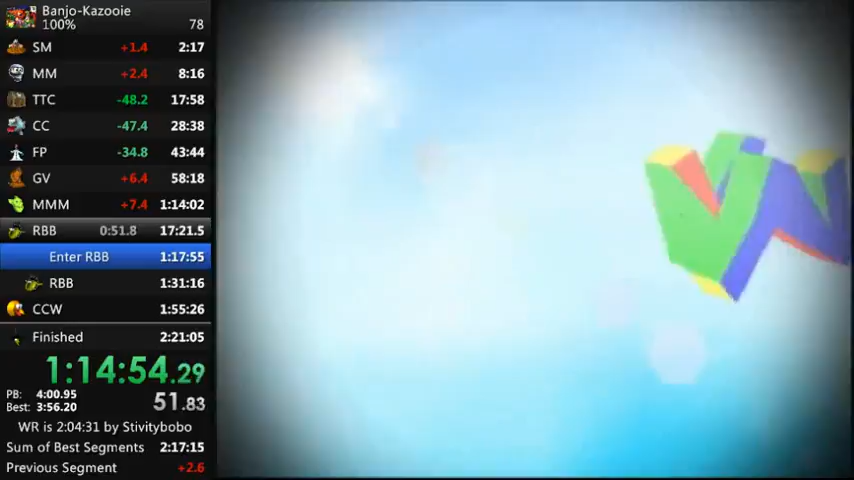 Banjo-Kazooie
100% 78
SM +1.4 2:17
MM +2.4 8:16
TTC -48.2 17:58
CC -47.4 28:38
FP -34.8 43:44
GV +6.4 58:18
MMM +7.4 1:14:02
RBB 0:51.8 17:21.5
Enter RBB 1:17:55
RBB 1:31:16
CCW 1:55:26
Finished 2:21:05
1:14:54.29
PB: 4:00.95
Best: 3:56.20
51.83
WR is 2:04:31 by Stivitybobo
Sum of Best Segments 2:17:15
Previous Segment +2.6